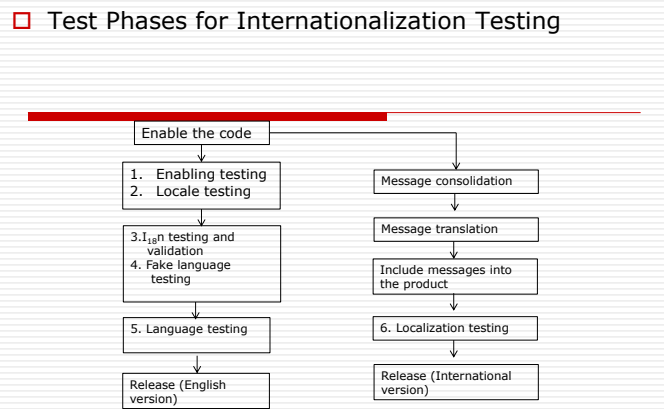 Test Phases for Internationalization Testing
Enable the code
1. Enabling testing
2. Locale testing
3.I₁₈n testing and
validation
4. Fake language
testing
5. Language testing
Release (English
version)
Message consolidation
Message translation
Include messages into
the product
6. Localization testing
Release (International
version)